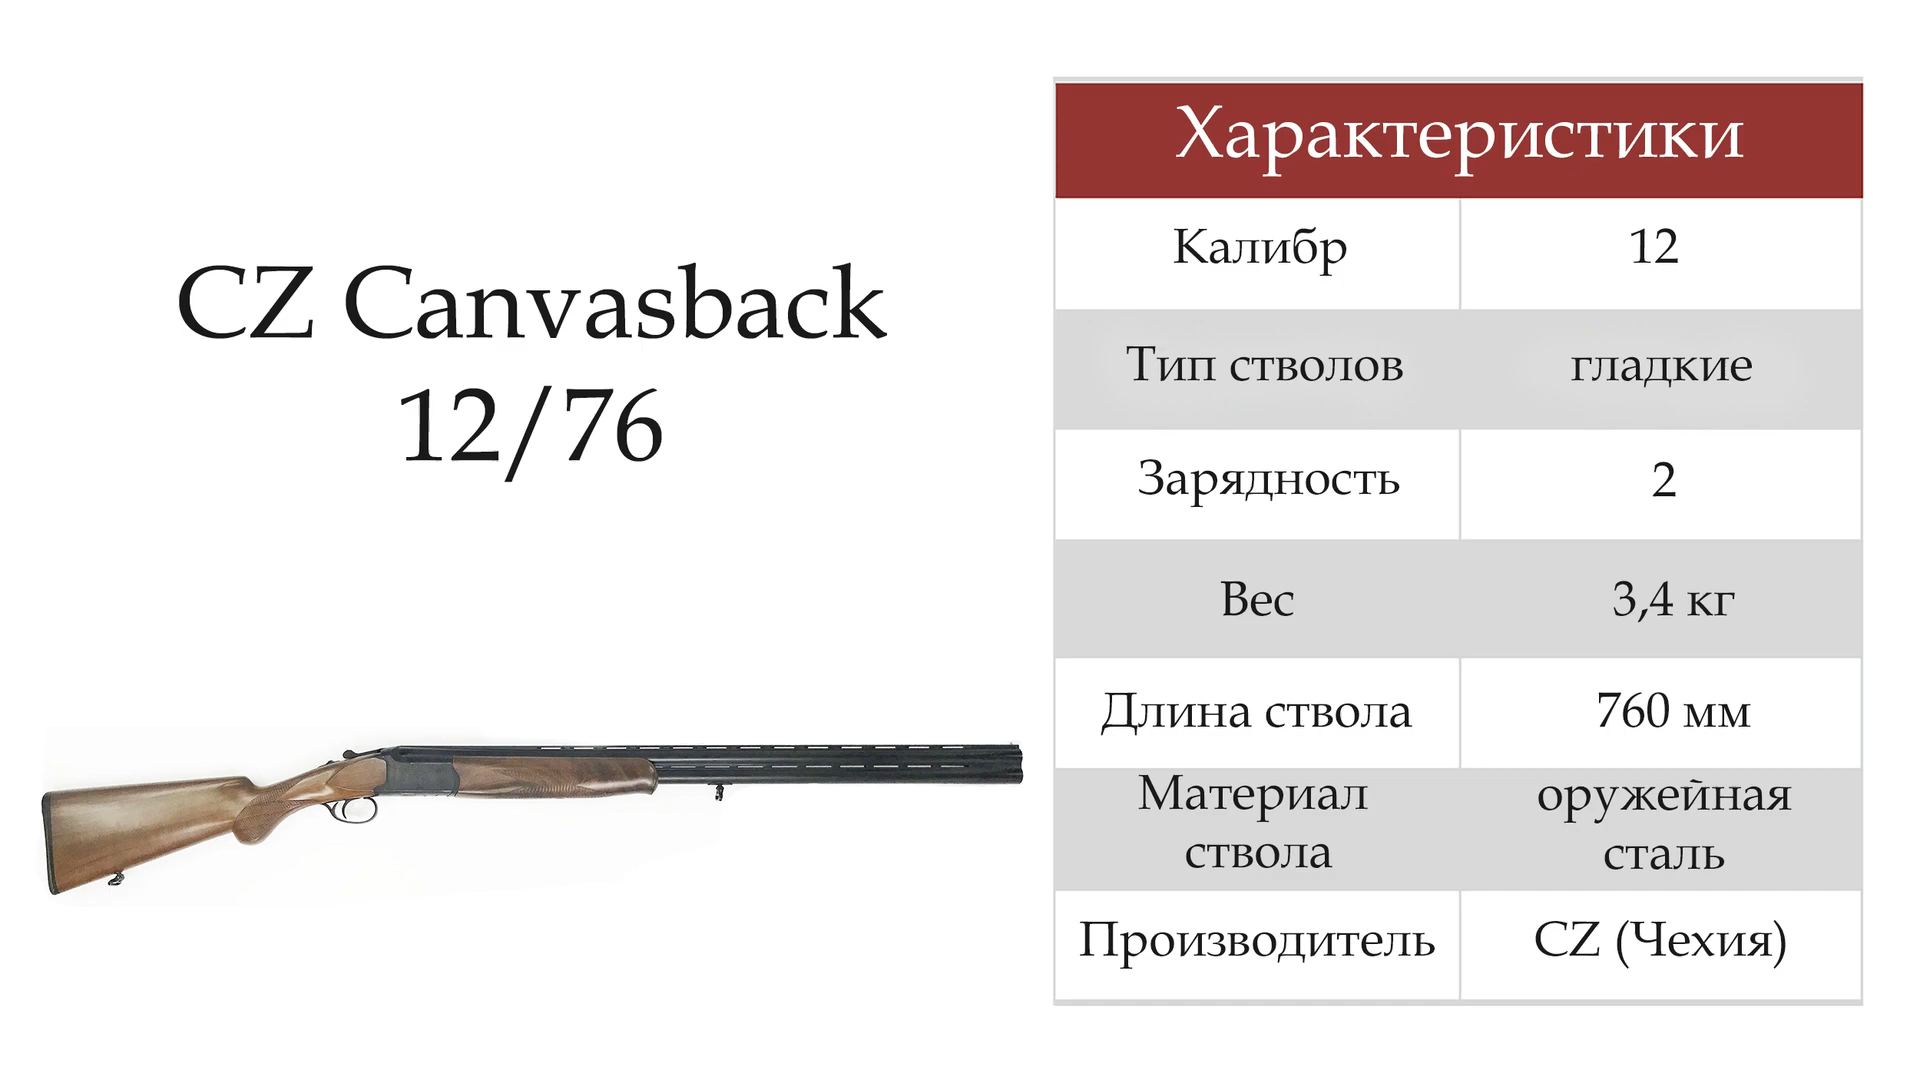 CZ Canvasback
12/76
Характеристики
Калибр 12
Тип стволов гладкие
Зарядность 2
Вес 3,4 кг
Длина ствола 760 мм
Материал ствола оружейная сталь
Производитель CZ (Чехия)